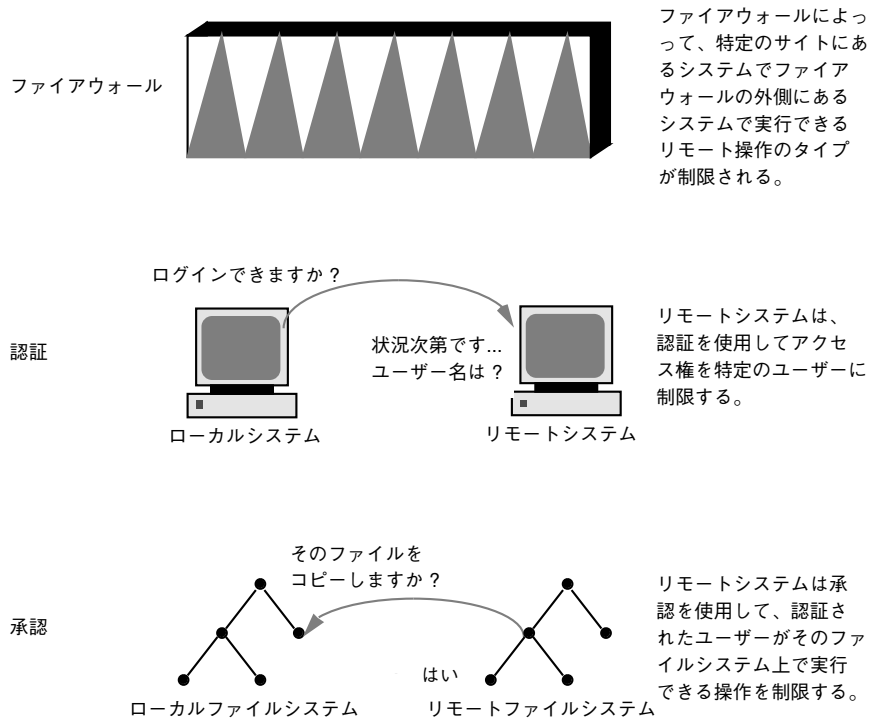 ファイアウォール
ファイアウォールによっ
って、特定のサイトにあ
るシステムでファイア
ウォールの外側にある
システムで実行できる
リモート操作のタイプ
が制限される。
認証
ログインできますか？
状況次第です...
ユーザー名は？
ローカルシステム
リモートシステム
リモートシステムは、
認証を使用してアクセ
ス権を特定のユーザーに
制限する。
承認
そのファイルを
コピーしますか？
はい
ローカルファイルシステム
リモートファイルシステム
リモートシステムは承
認を使用して、認証さ
れたユーザーがそのファ
イルシステム上で実行
できる操作を制限する。